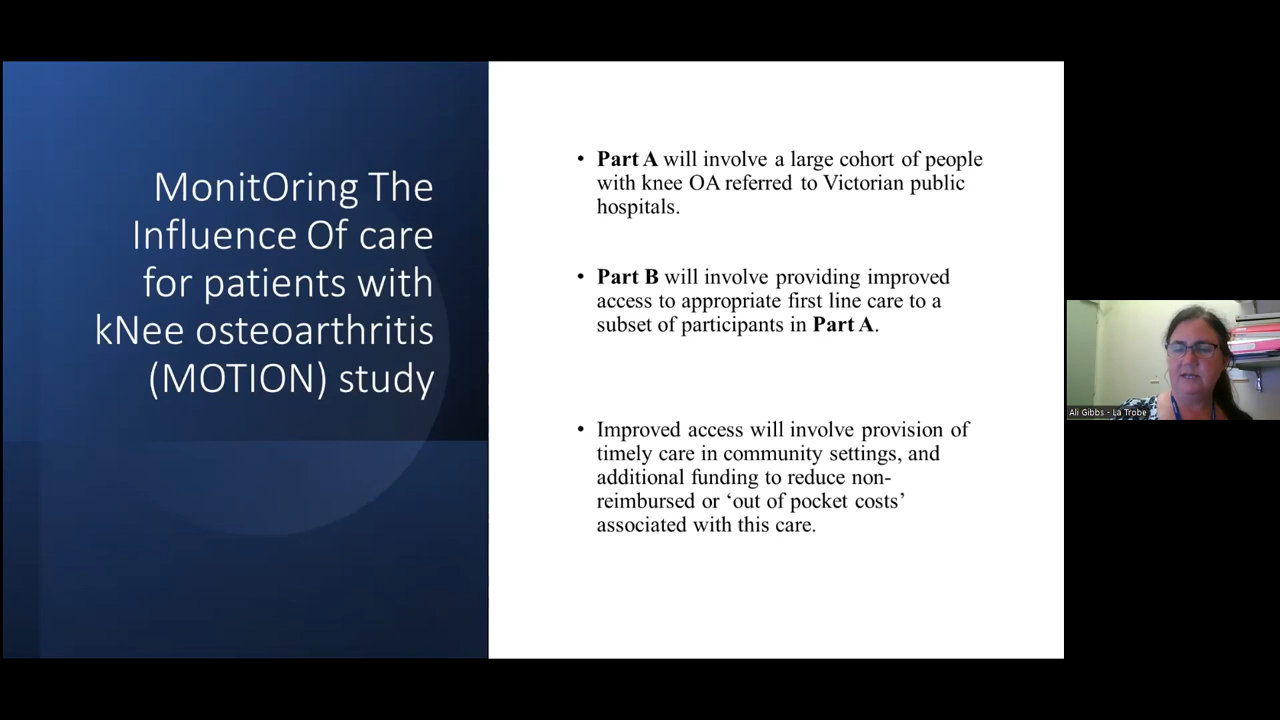 MonitOring The
Influence Of care
for patients with
kNee osteoarthritis
(MOTION) study
• Part A will involve a large cohort of people
with knee OA referred to Victorian public
hospitals.
• Part B will involve providing improved
access to appropriate first line care to a
subset of participants in Part A.
• Improved access will involve provision of
timely care in community settings, and
additional funding to reduce non-
reimbursed or ‘out of pocket costs’
associated with this care.
Ali Gibbs - La Trobe